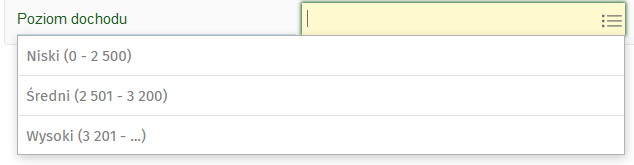 Poziom dochodu
Niski (0 - 2 500)
Średni (2 501 - 3 200)
Wysoki (3 201 - ...)